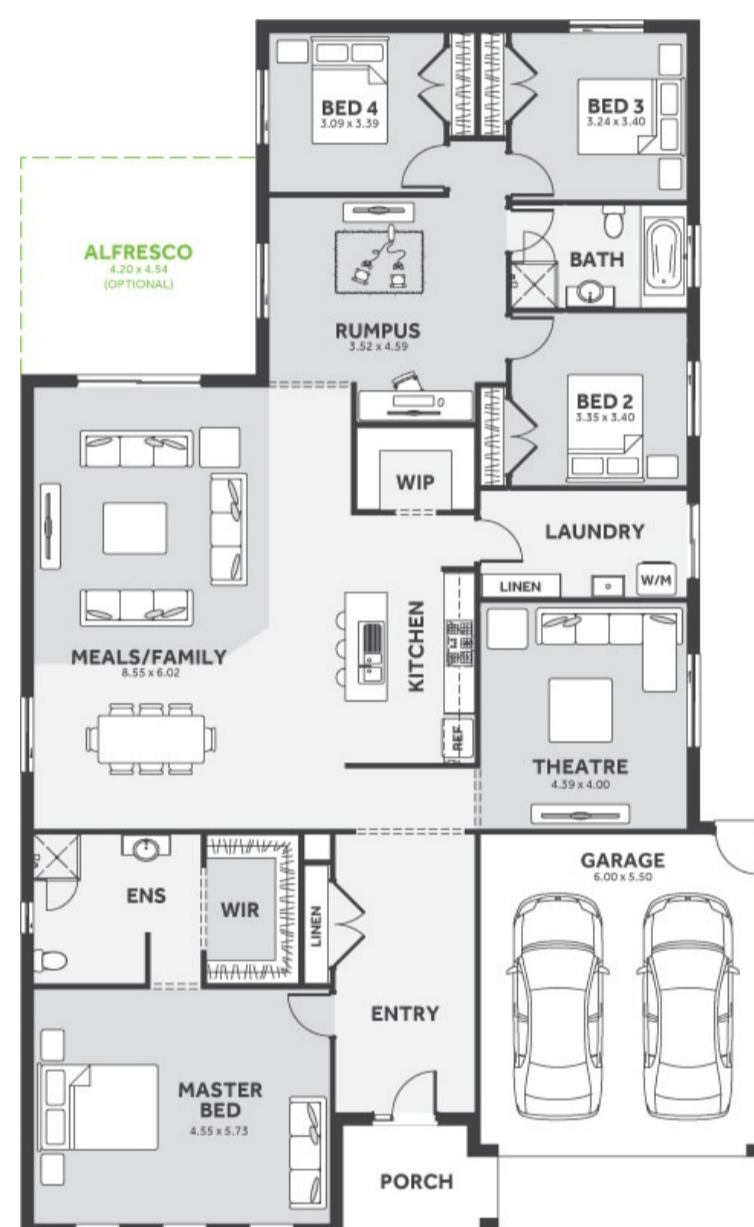 BED 4
3.09 x 3.39
BED 3
3.24 x 3.40
ALFRESCO
4.20 x 4.54
(OPTIONAL)
BATH
RUMPUS
3.52 x 4.59
BED 2
3.35 x 3.40
WIP
LAUNDRY
LINEN
W/M
KITCHEN
MEALS/FAMILY
8.55 x 6.02
REF
THEATRE
4.39 x 4.00
GARAGE
6.00 x 5.50
ENS
WIR
LINEN
ENTRY
MASTER
BED
4.55 x 5.73
PORCH